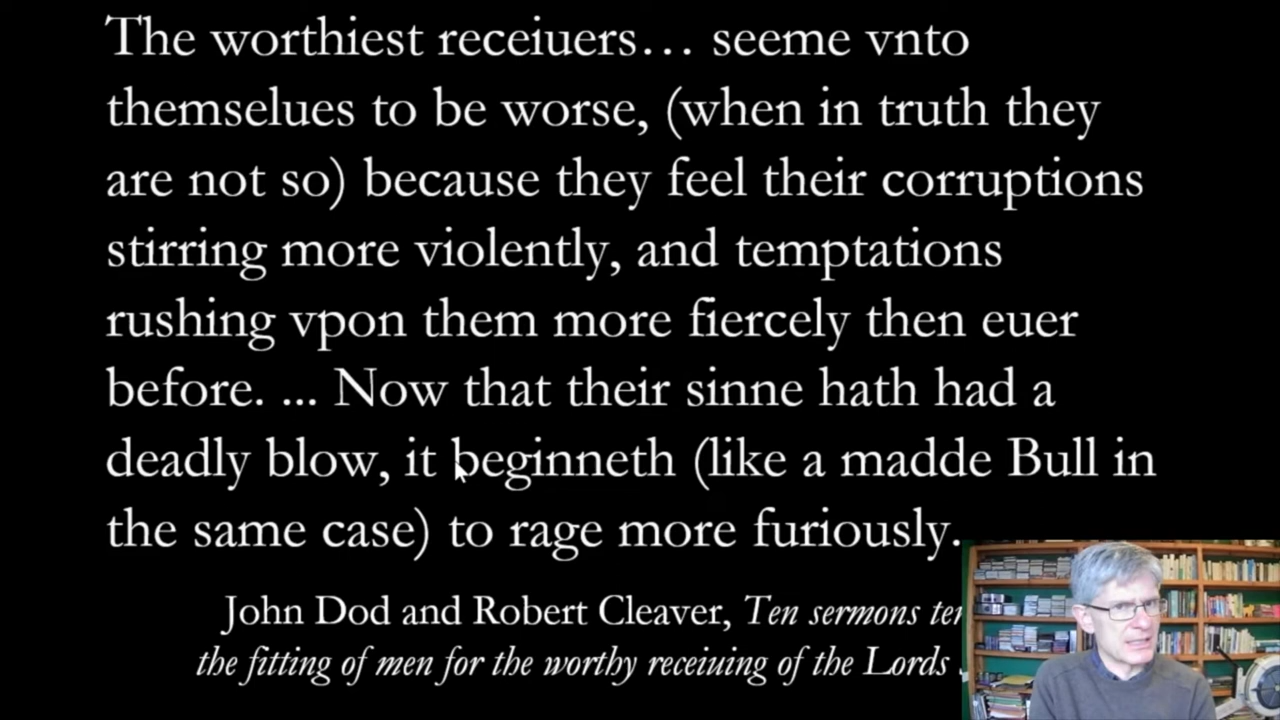 The worthiest receiuers… seeme vnto
themselues to be worse, (when in truth they
are not so) because they feel their corruptions
stirring more violently, and temptations
rushing vpon them more fiercely then euer
before. ... Now that their sinne hath had a
deadly blow, it beginneth (like a madde Bull in
the same case) to rage more furiously.
John Dod and Robert Cleaver, Ten sermons
the fitting of men for the worthy receiuing of the Lords